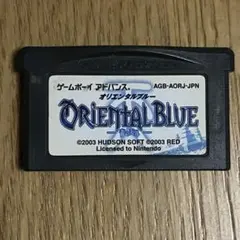 ゲームボーイ アドバンス® AGB-AORJ-JPN
オリエンタルブルー
ORIENTAL BLUE
©2003 HUDSON SOFT ©2003 RED
Licensed to Nintendo